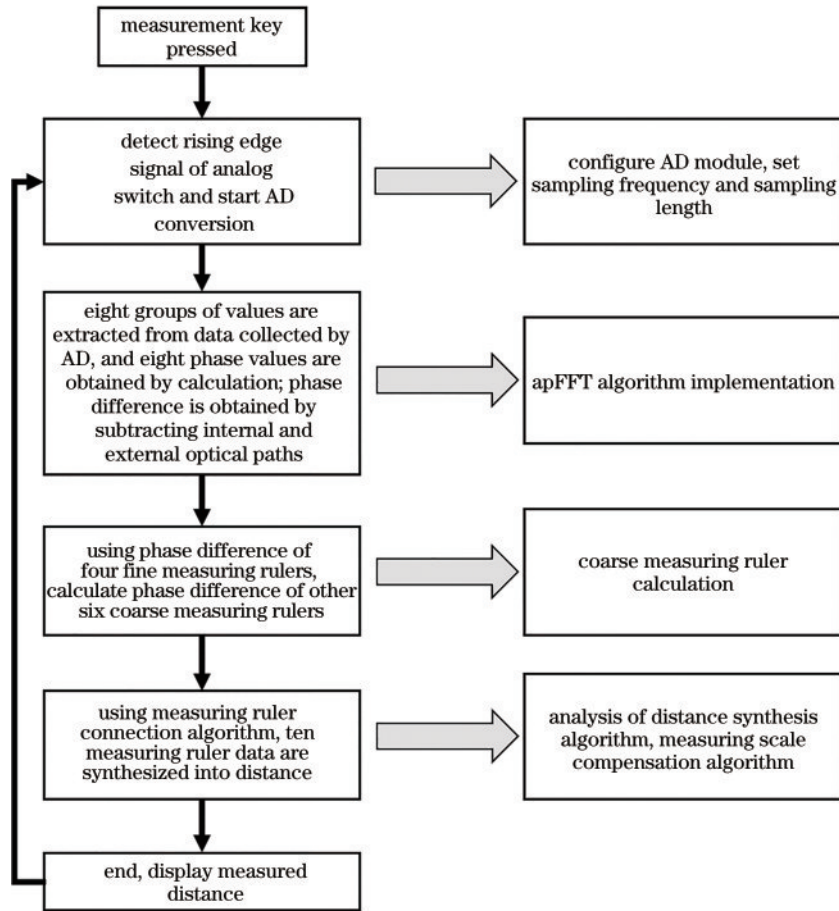 measurement key
pressed
detect rising edge
signal of analog
switch and start AD
conversion
configure AD module, set
sampling frequency and sampling
length
eight groups of values are
extracted from data collected by
AD, and eight phase values are
obtained by calculation; phase
difference is obtained by
subtracting internal and
external optical paths
apFFT algorithm implementation
using phase difference of
four fine measuring rulers,
calculate phase difference of other
six coarse measuring rulers
coarse measuring ruler
calculation
using measuring ruler
connection algorithm, ten
measuring ruler data are
synthesized into distance
analysis of distance synthesis
algorithm, measuring scale
compensation algorithm
end, display measured
distance